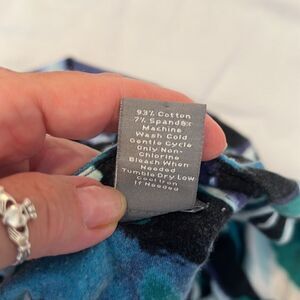 93% Cotton
7% Spandex
Machine
Wash Cold
Gentle Cycle
Only Non-
Chlorine
Bleach When
Needed
Tumble Dry Low
Cool Iron
If Needed